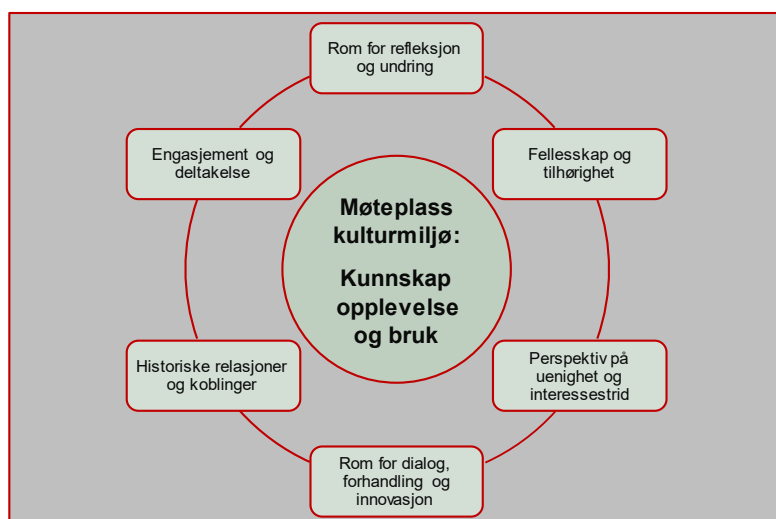 Rom for refleksjon
og undring
Engasjement og
deltakelse
Fellesskap og
tilhørighet
Møteplass
kulturmiljø:
Kunnskap
opplevelse
og bruk
Historiske relasjoner
og koblinger
Perspektiv på
uenighet og
interessestrid
Rom for dialog,
forhandling og
innovasjon